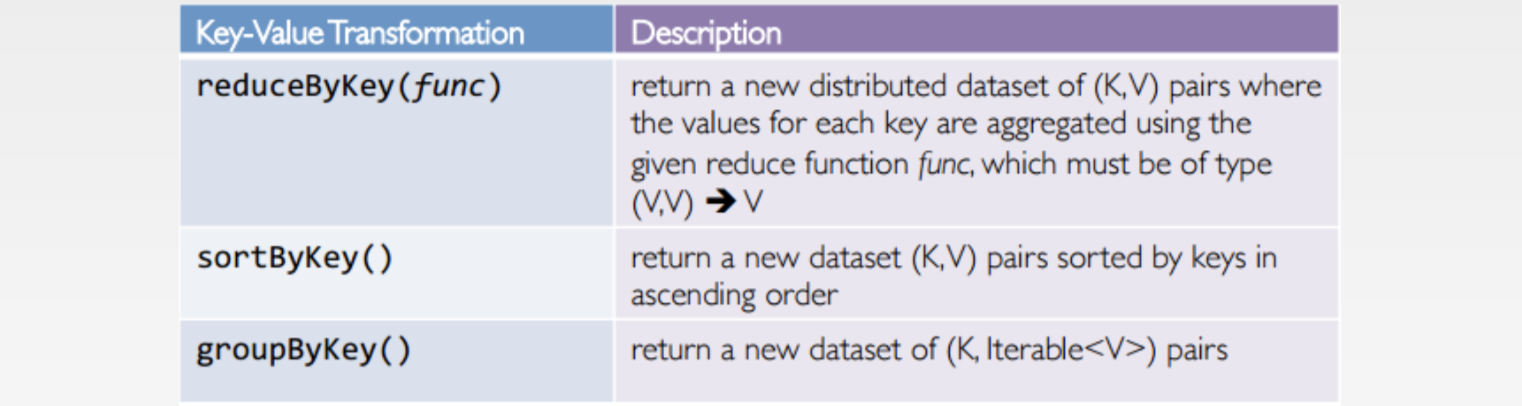 Key-Value Transformation
Description
reduceByKey(func)
return a new distributed dataset of (K,V) pairs where
the values for each key are aggregated using the
given reduce function func, which must be of type
(V,V) ➔ V
sortByKey()
return a new dataset (K,V) pairs sorted by keys in
ascending order
groupByKey()
return a new dataset of (K, Iterable<V>) pairs